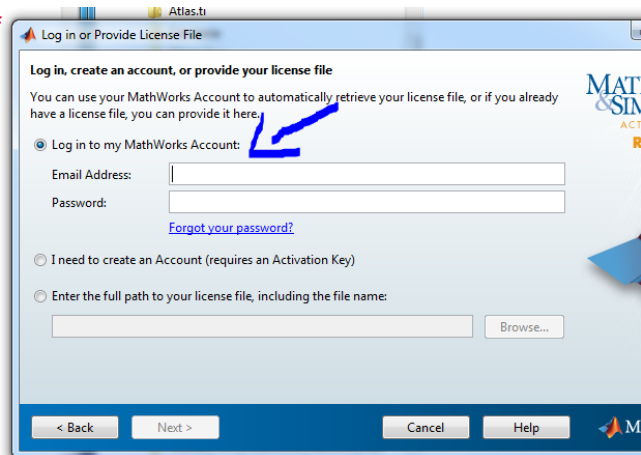 Atlas.ti
Log in or Provide License File
Log in, create an account, or provide your license file
You can use your MathWorks Account to automatically retrieve your license file, or if you already
have a license file, you can provide it here.
Log in to my MathWorks Account:
Email Address:
Password:
Forgot your password?
I need to create an Account (requires an Activation Key)
Enter the full path to your license file, including the file name:
Browse...
< Back
Next >
Cancel
Help
MAT
&SIM
ACT
R
M